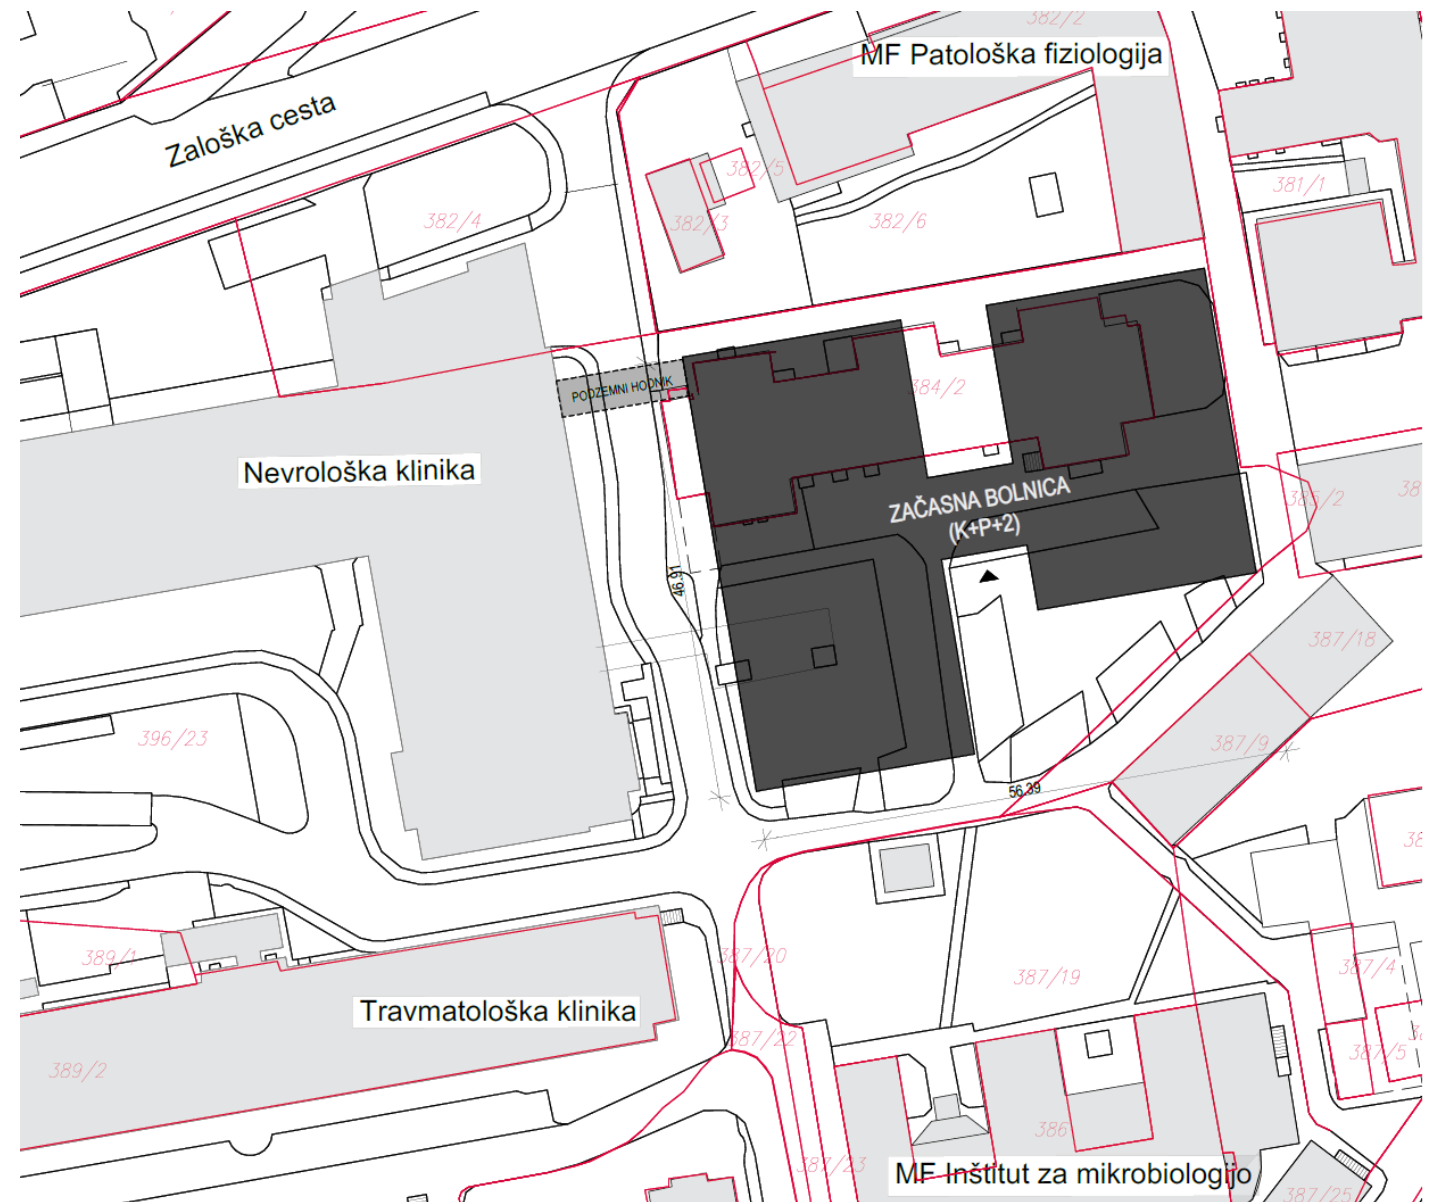 382/2
MF Patološka fiziologija
Zaloška cesta
382/5
381/1
382/4
382/3
382/6
PODZEMNI HODNIK
384/2
Nevrološka klinika
ZAČASNA BOLNICA
(K+P+2)
385/2
46.91
387/18
396/23
387/9
56.39
389/1
387/20
387/19
387/4
Travmatološka klinika
387/22
387/5
389/2
386
387/23
MF Inštitut za mikrobiologijo
387/25